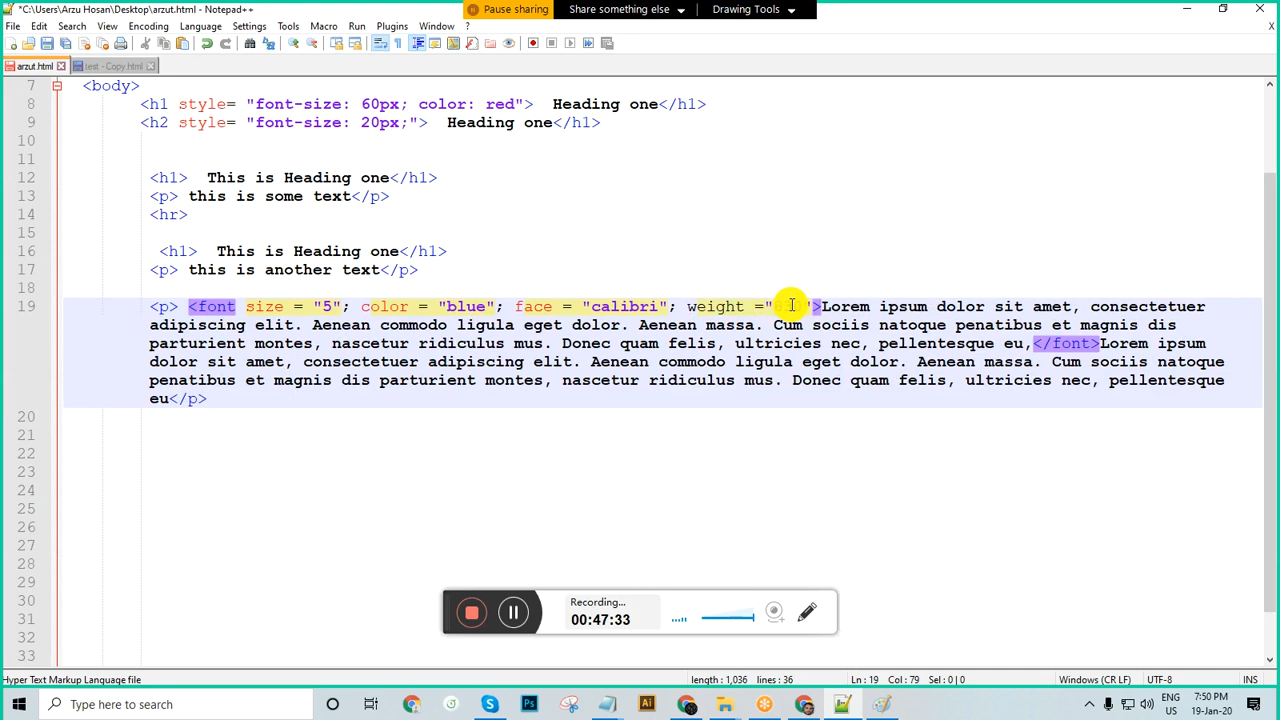 *C:\Users\Arzu Hosan\Desktop\arzut.html - Notepad++
Pause sharing
Share something else
Drawing Tools
File Edit Search View Encoding Language Settings Tools Macro Run Plugins Window ?
arzut.html
test - Copy.html
7 <body>
8 <h1 style= "font-size: 60px; color: red">  Heading one</h1>
9 <h2 style= "font-size: 20px;">  Heading one</h1>
10
11
12 <h1>  This is Heading one</h1>
13 <p> this is some text</p>
14 <hr>
15
16 <h1>  This is Heading one</h1>
17 <p> this is another text</p>
18
19 <p> <font size = "5"; color = "blue"; face = "calibri"; weight =" ">Lorem ipsum dolor sit amet, consectetuer
adipiscing elit. Aenean commodo ligula eget dolor. Aenean massa. Cum sociis natoque penatibus et magnis dis
parturient montes, nascetur ridiculus mus. Donec quam felis, ultricies nec, pellentesque eu,</font>Lorem ipsum
dolor sit amet, consectetuer adipiscing elit. Aenean commodo ligula eget dolor. Aenean massa. Cum sociis natoque
penatibus et magnis dis parturient montes, nascetur ridiculus mus. Donec quam felis, ultricies nec, pellentesque
eu</p>
20
21
22
23
24
25
26
27
28
29
30
31
32
33
Recording...
00:47:33
Hyper Text Markup Language file
length : 1,036 lines : 36
Ln : 19 Col : 79 Sel : 0 | 0
Windows (CR LF)
UTF-8
INS
Type here to search
ENG
7:50 PM
19-Jan-20